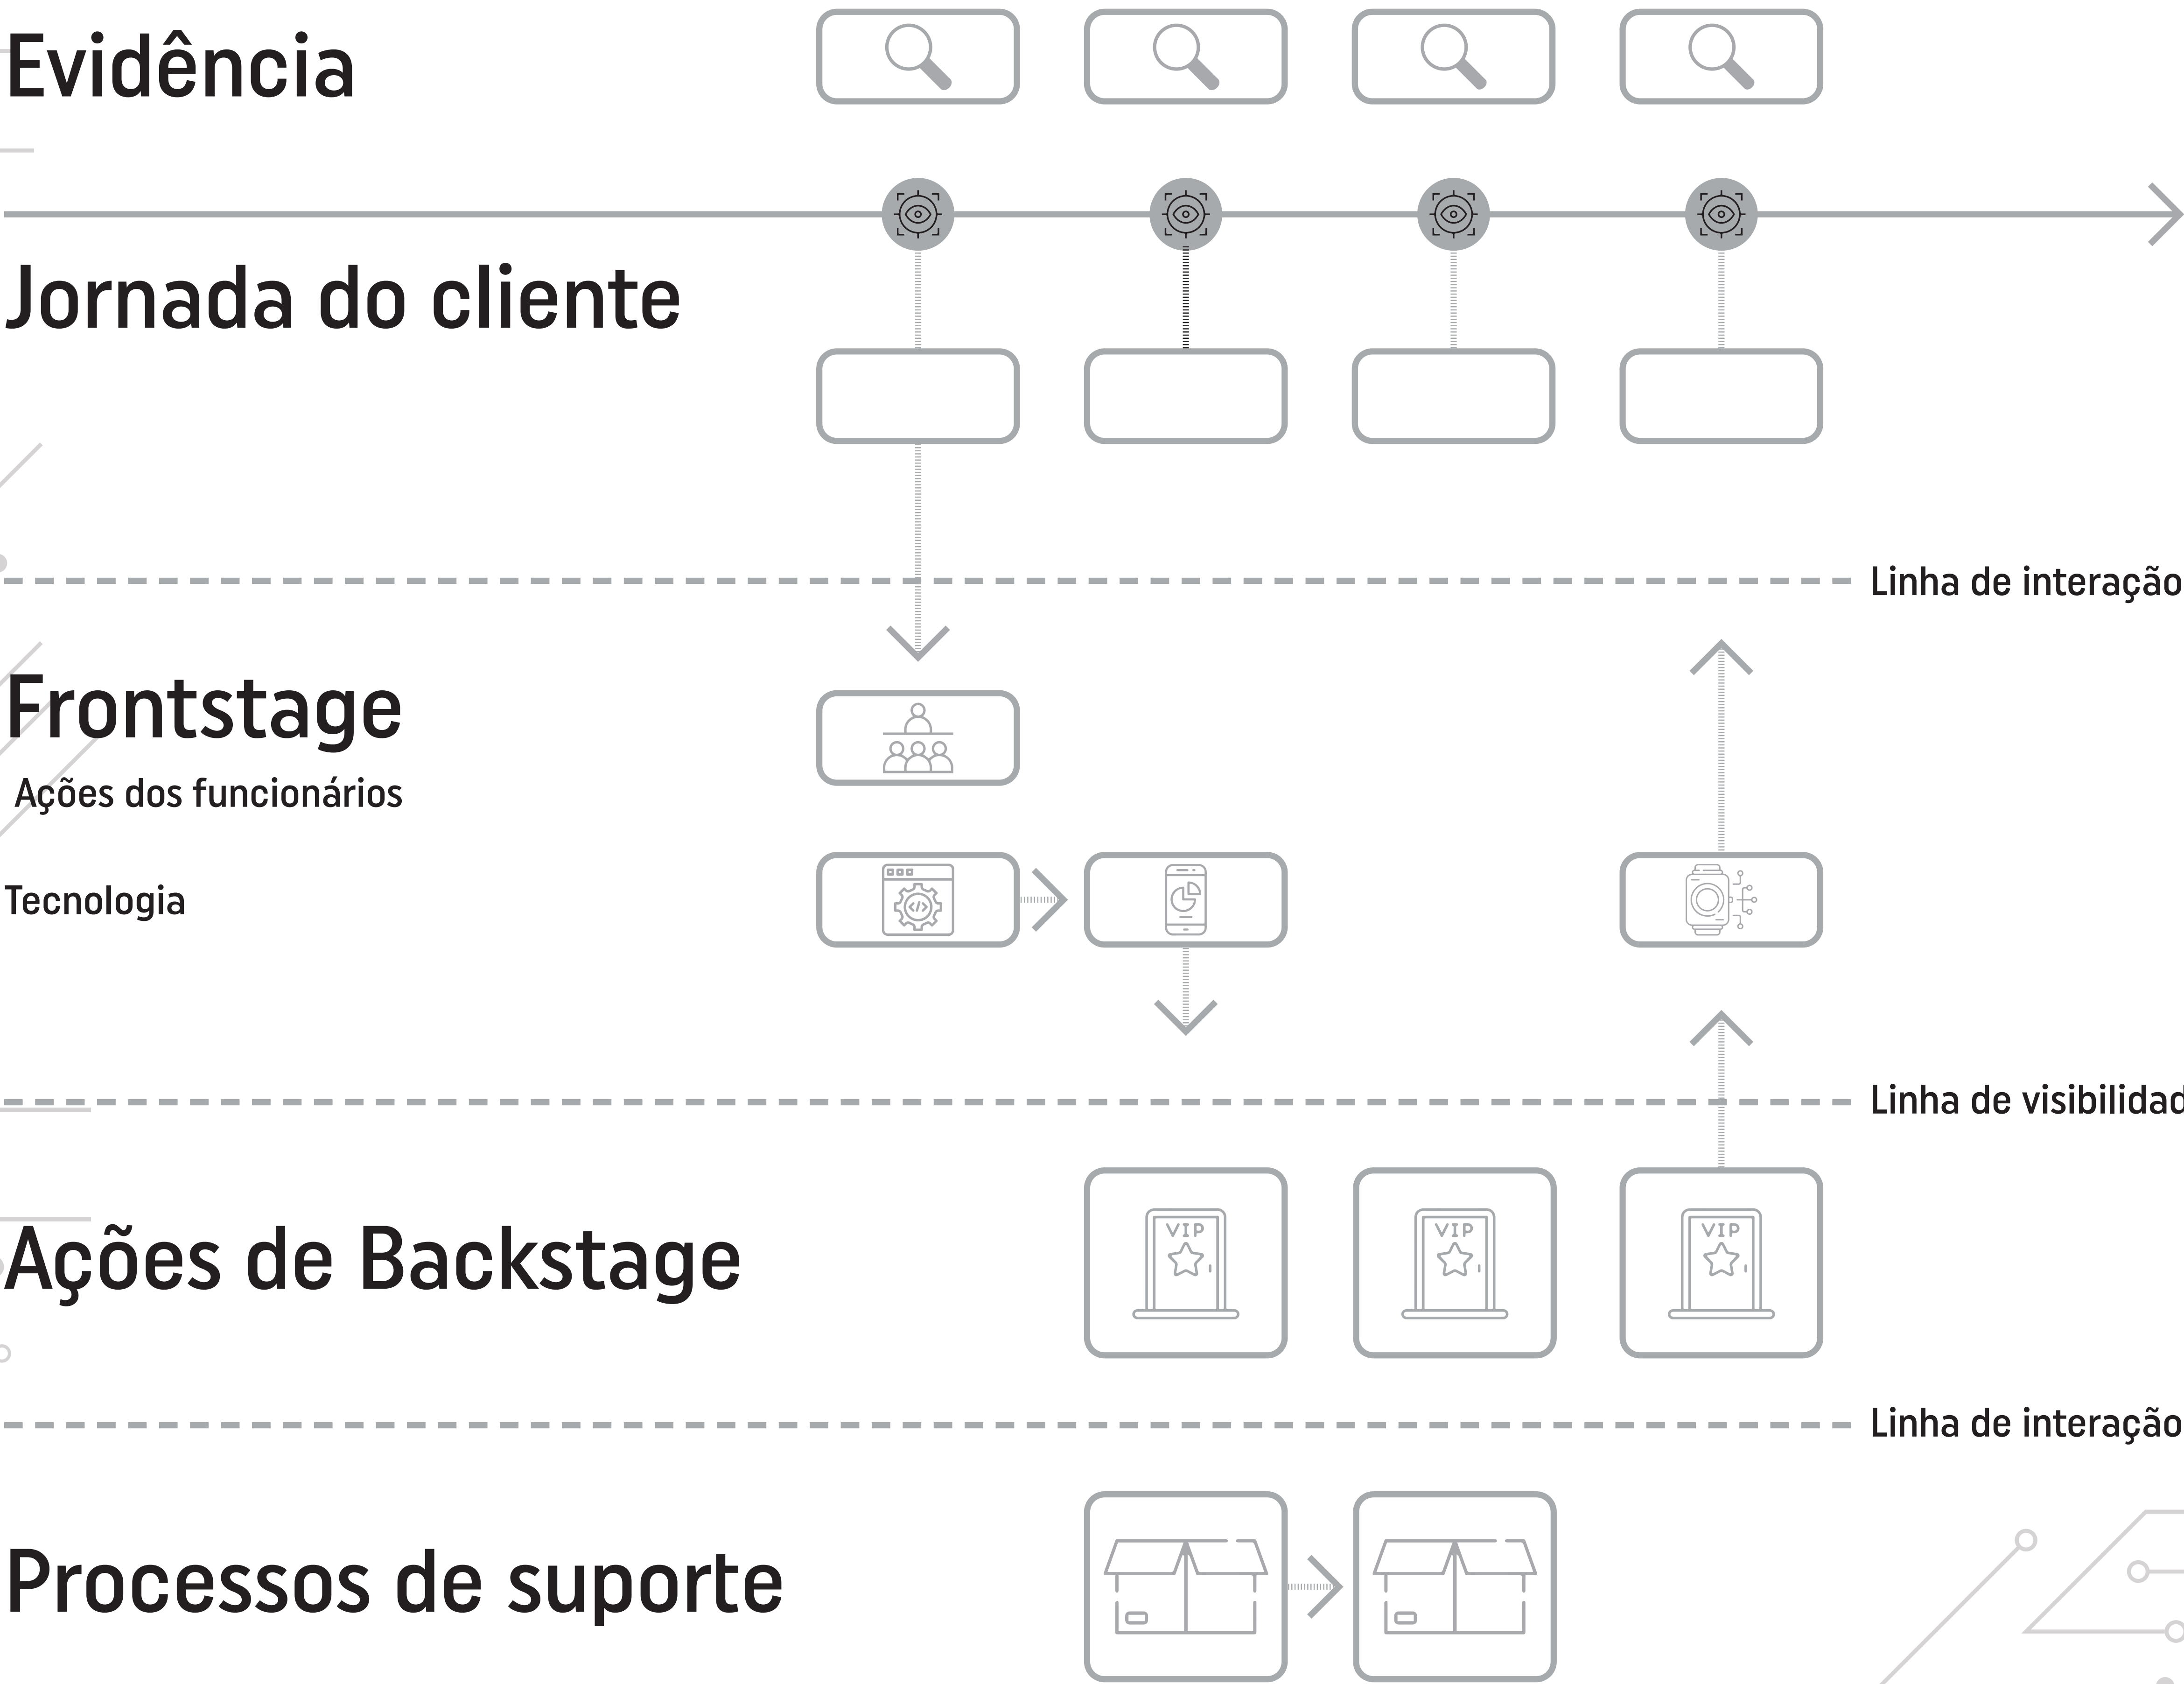 Evidência
Jornada do cliente
Linha de interação
Frontstage
Ações dos funcionários
Tecnologia
Linha de
VIP
VIP
VIP
Ações de Backstage
Linha de interação
Processos de suporte